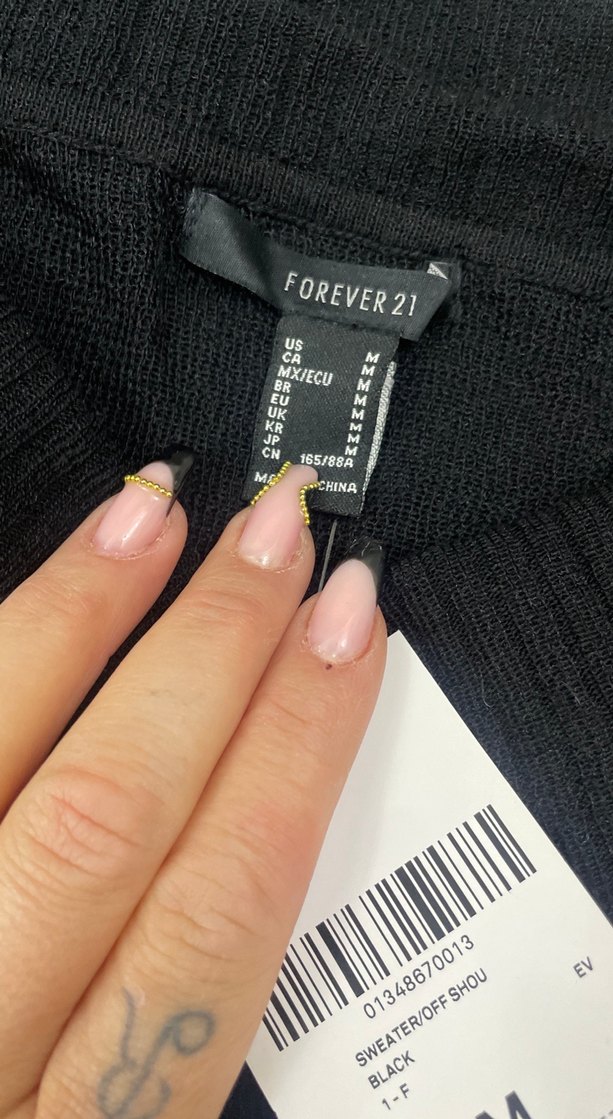 FOREVER 21
US M
CA M
MX/ECU M
BR M
EU M
UK M
KR M
JP M
CN 165/88A
CHINA
01348670013
SWEATER/OFF SHOU
BLACK
EV
1-F